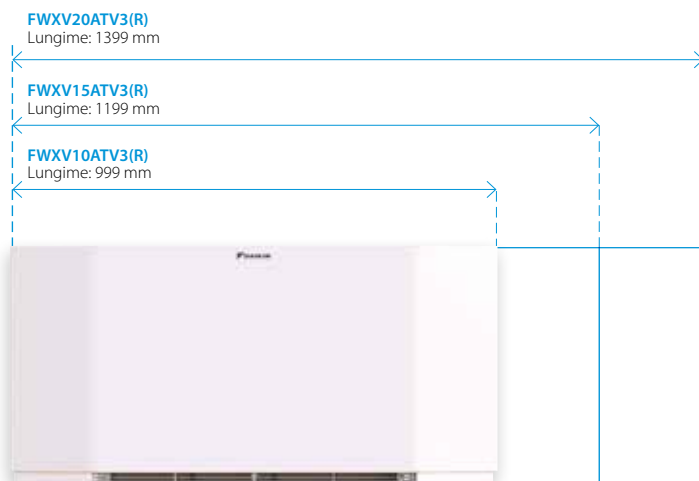 FWXV20ATV3(R)
Lungime: 1399 mm
FWXV15ATV3(R)
Lungime: 1199 mm
FWXV10ATV3(R)
Lungime: 999 mm
DAIKIN